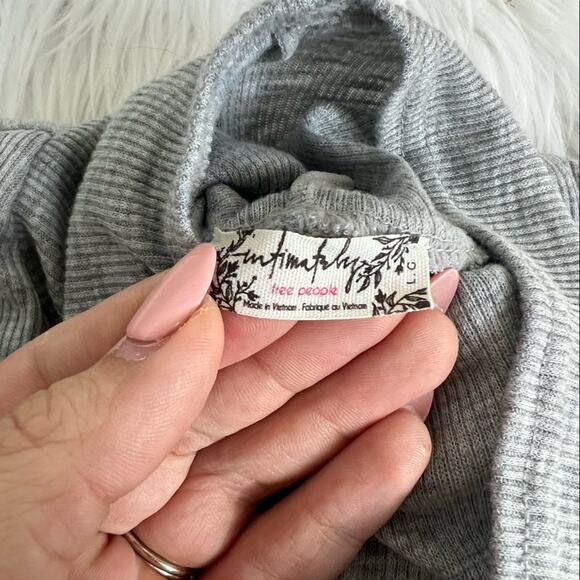 intimately
free people
Made in Vietnam . Fabriqué au Vietnam
L G